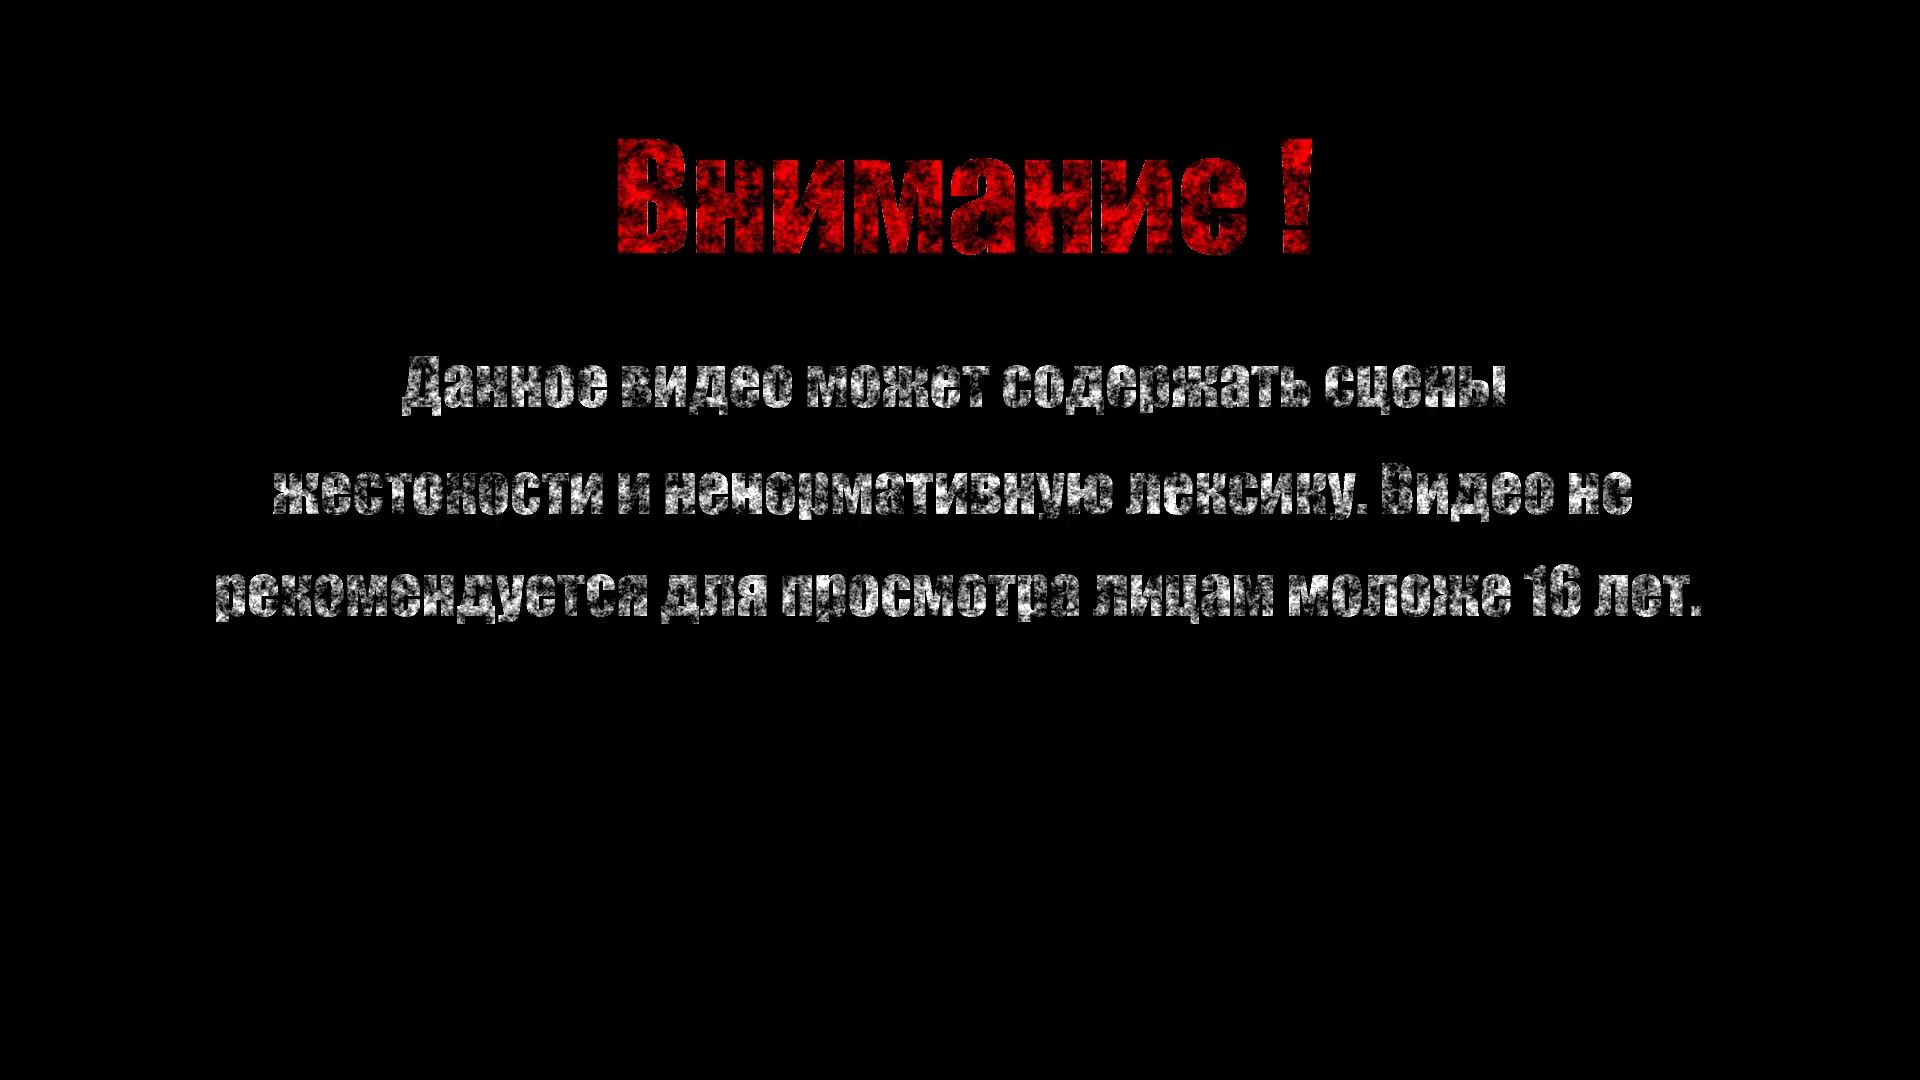 Внимание !
Данное видео может содержать сцены
жестокости и ненормативную лексику. Видео не
рекомендуется для просмотра лицам моложе 16 лет.